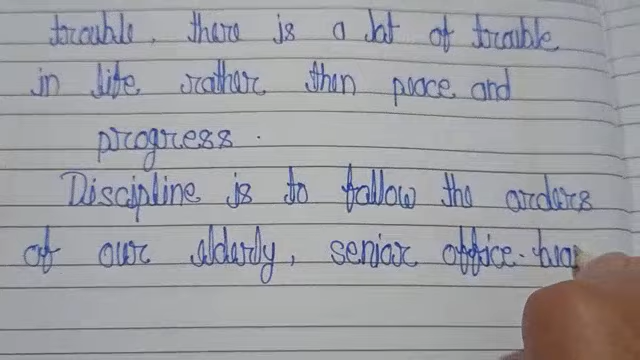 trouble, there is a lot of trouble
in life rather than peace and
progress.
Discipline is to follow the orders
of our elderly, senior office-